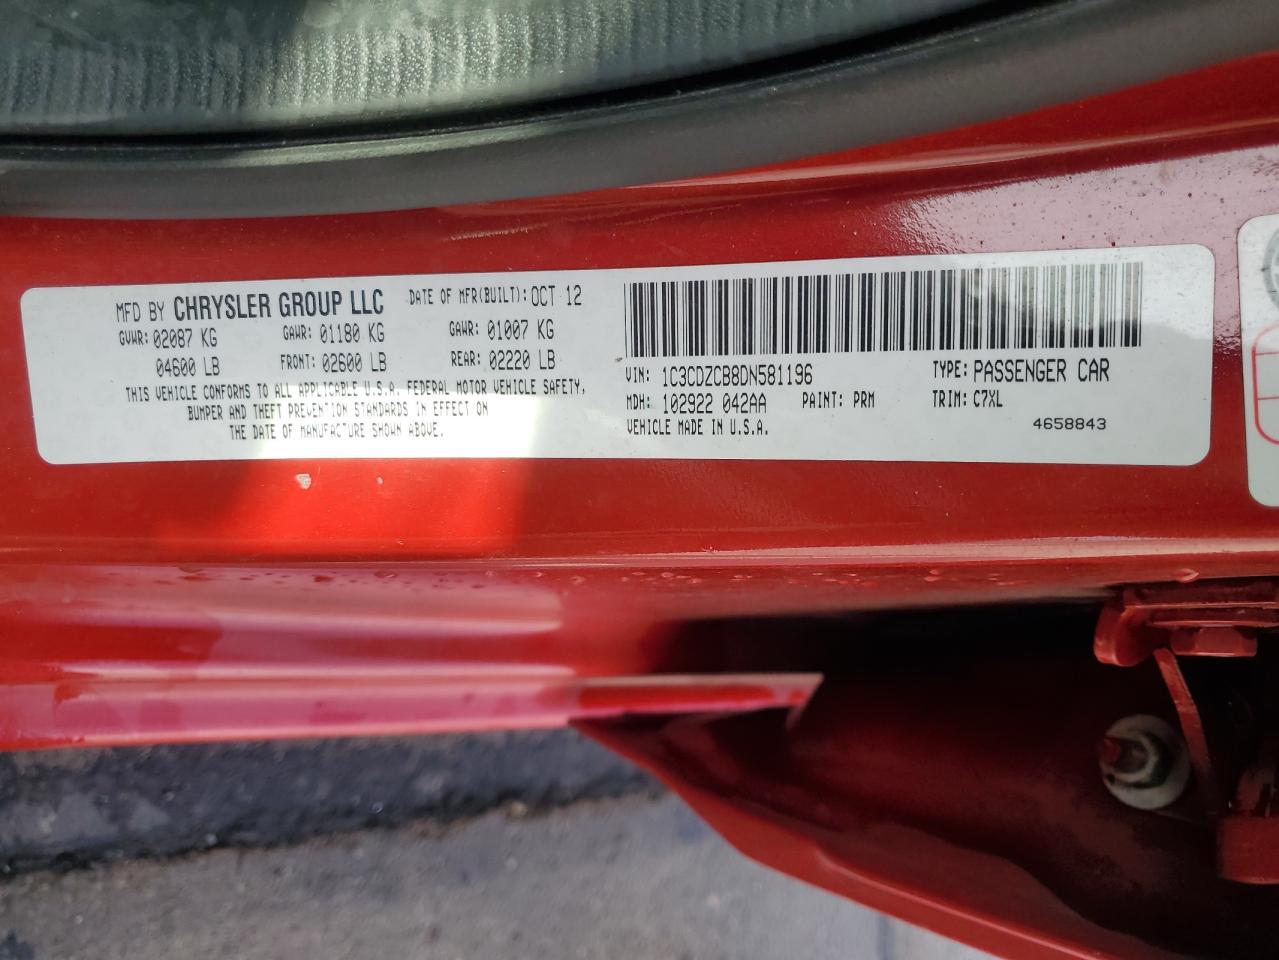 MFD BY CHRYSLER GROUP LLC DATE OF MFR(BUILT): OCT 12
GVWR: 02087 KG GAWR: 01180 KG GAWR: 01007 KG
04600 LB FRONT: 02600 LB REAR: 02220 LB
THIS VEHICLE CONFORMS TO ALL APPLICABLE U.S.A. FEDERAL MOTOR VEHICLE SAFETY,
BUMPER AND THEFT PREVENTION STANDARDS IN EFFECT ON
THE DATE OF MANUFACTURE SHOWN ABOVE.
VIN: 1C3CDZCB8DN581196 TYPE: PASSENGER CAR
MDH: 102922 042AA PAINT: PRM TRIM: C7XL
VEHICLE MADE IN U.S.A. 4658843